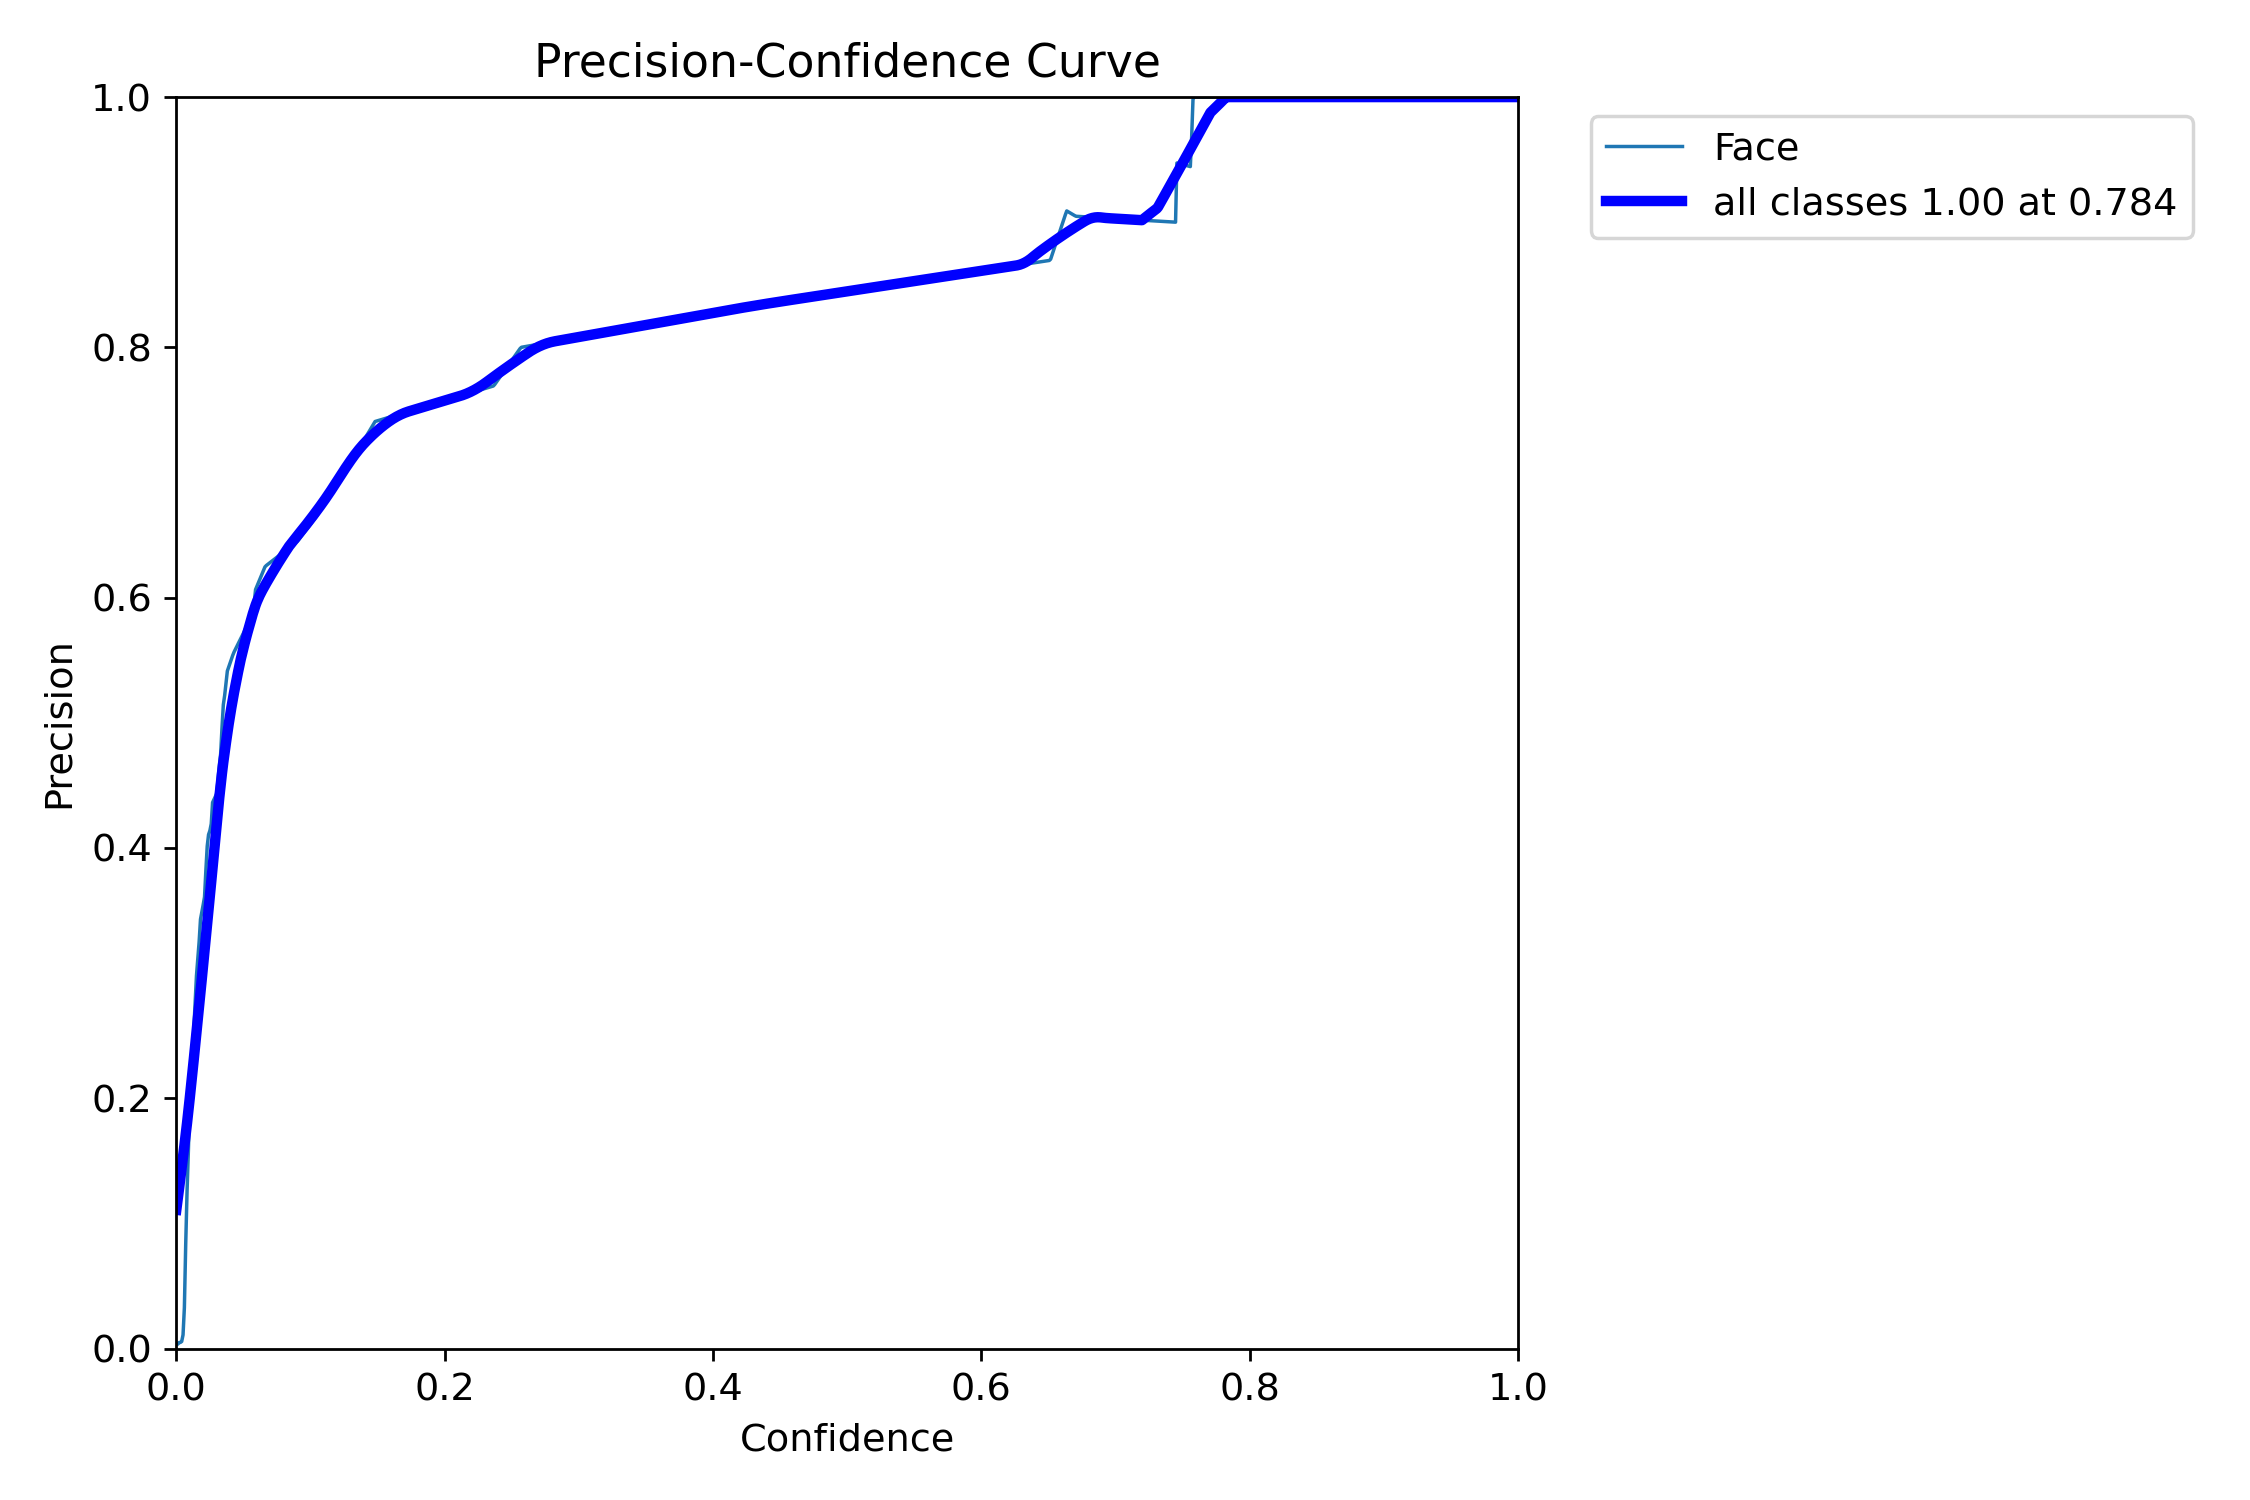 Precision-Confidence Curve
1.0
0.8
0.6
0.4
0.2
0.0
Precision
0.0 0.2 0.4 0.6 0.8 1.0
Confidence
Face
all classes 1.00 at 0.784